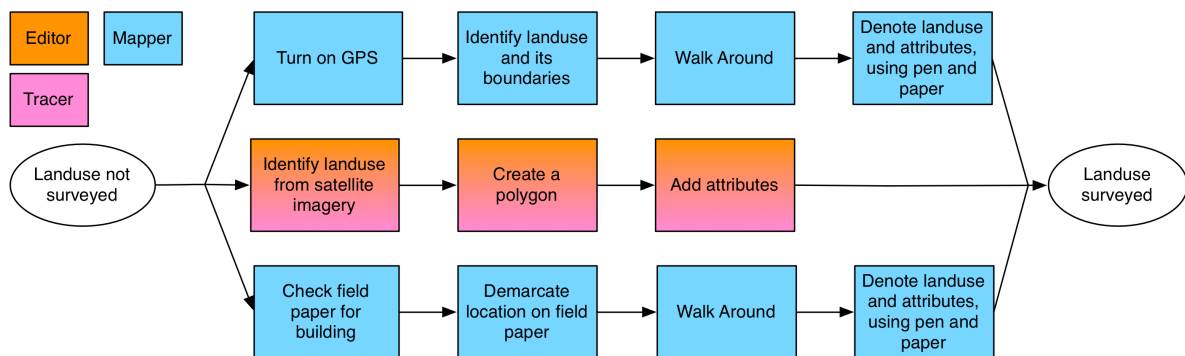 Editor
Mapper
Tracer
Landuse not
surveyed
Turn on GPS
Identify landuse
and its
boundaries
Walk Around
Denote landuse
and attributes,
using pen and
paper
Identify landuse
from satellite
imagery
Create a
polygon
Add attributes
Landuse
surveyed
Check field
paper for
building
Demarcate
location on field
paper
Walk Around
Denote landuse
and attributes,
using pen and
paper